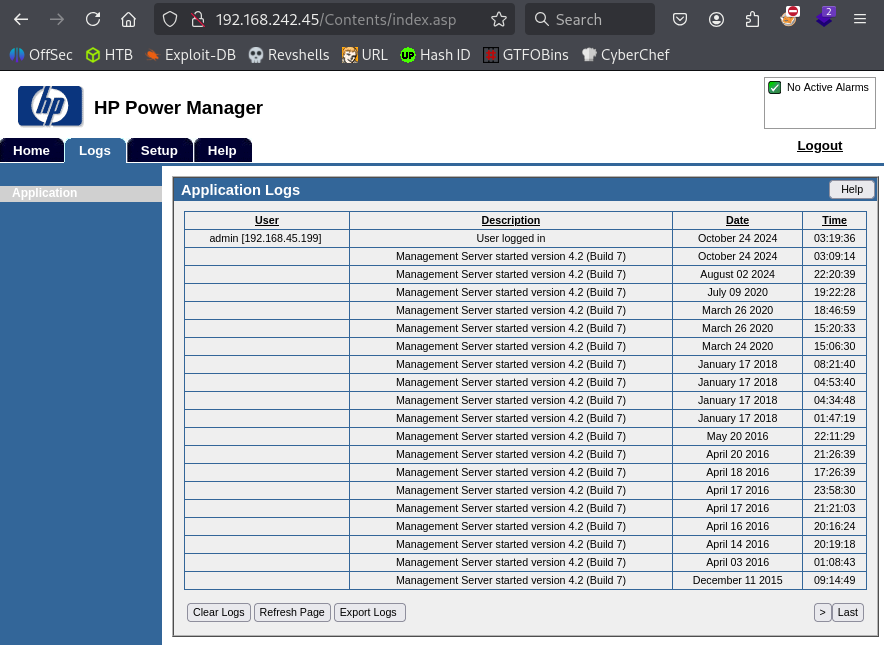 192.168.242.45/Contents/index.asp
Search
2
OffSec HTB Exploit-DB Revshells URL Hash ID GTFOBins CyberChef
hp HP Power Manager
No Active Alarms
Logout
Home Logs Setup Help
Application
Application Logs Help
User Description Date Time
admin [192.168.45.199] User logged in October 24 2024 03:19:36
Management Server started version 4.2 (Build 7) October 24 2024 03:09:14
Management Server started version 4.2 (Build 7) August 02 2024 22:20:39
Management Server started version 4.2 (Build 7) July 09 2020 19:22:28
Management Server started version 4.2 (Build 7) March 26 2020 18:46:59
Management Server started version 4.2 (Build 7) March 26 2020 15:20:33
Management Server started version 4.2 (Build 7) March 24 2020 15:06:30
Management Server started version 4.2 (Build 7) January 17 2018 08:21:40
Management Server started version 4.2 (Build 7) January 17 2018 04:53:40
Management Server started version 4.2 (Build 7) January 17 2018 04:34:48
Management Server started version 4.2 (Build 7) January 17 2018 01:47:19
Management Server started version 4.2 (Build 7) May 20 2016 22:11:29
Management Server started version 4.2 (Build 7) April 20 2016 21:26:39
Management Server started version 4.2 (Build 7) April 18 2016 17:26:39
Management Server started version 4.2 (Build 7) April 17 2016 23:58:30
Management Server started version 4.2 (Build 7) April 17 2016 21:21:03
Management Server started version 4.2 (Build 7) April 16 2016 20:16:24
Management Server started version 4.2 (Build 7) April 14 2016 20:19:18
Management Server started version 4.2 (Build 7) April 03 2016 01:08:43
Management Server started version 4.2 (Build 7) December 11 2015 09:14:49
Clear Logs Refresh Page Export Logs > Last